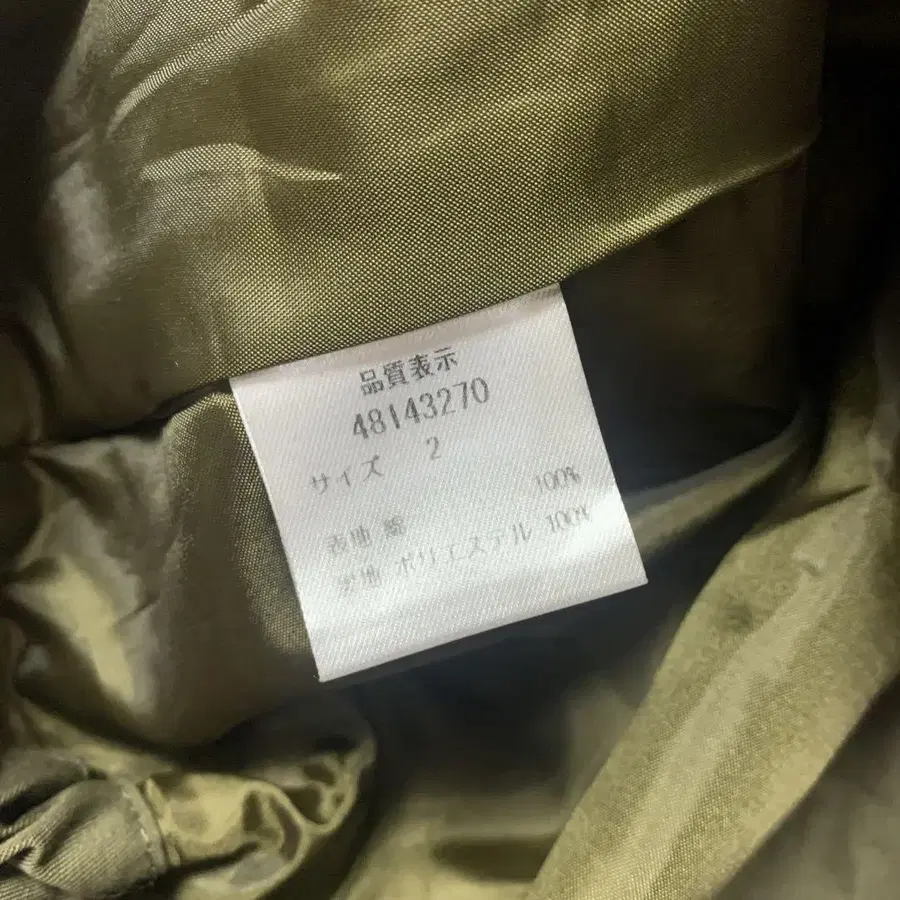 品質表示
48143270
サイズ 2
表地 綿 100%
裏地 ポリエステル 100%